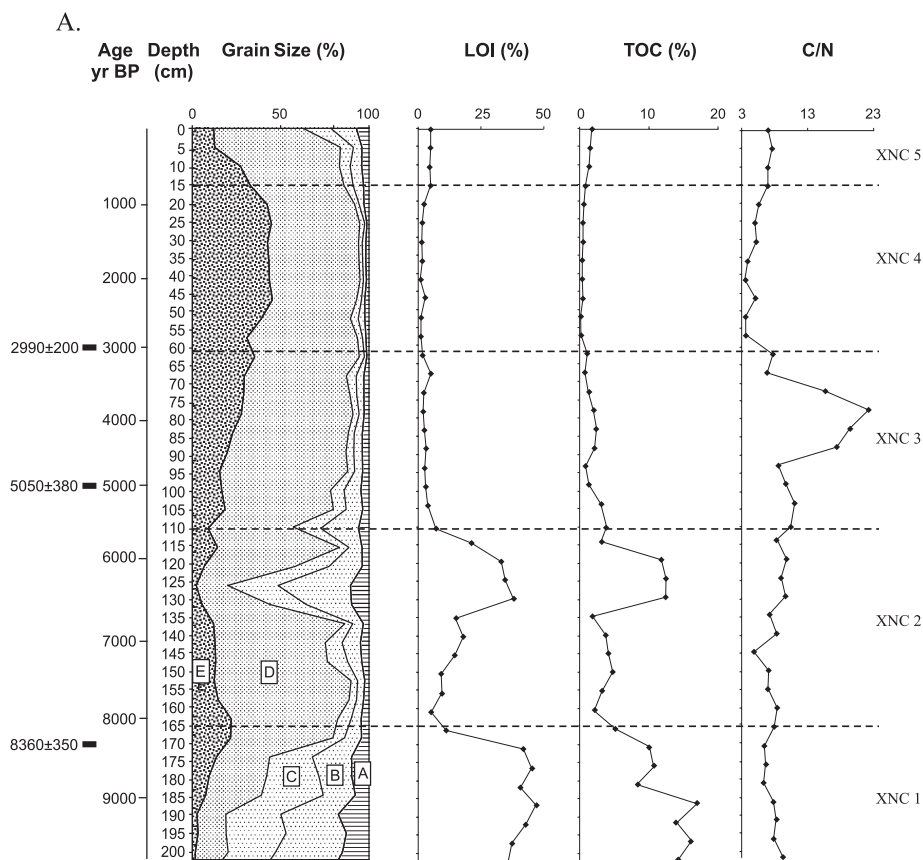 A.
Age Depth Grain Size (%) LOI (%) TOC (%) C/N
yr BP (cm)
0 50 100 0 25 50 0 10 20 3 13 23
0
5
10 XNC 5
15
1000 20
25
30
35 XNC 4
2000 40
45
50
55
2990±200 3000 60
65
70
75
4000 80
85 XNC 3
90
95
5050±380 5000 100
105
110
6000 115
120
125
130
135 XNC 2
7000 140
145
150 E D
155
160
8000 165
8360±350 170
175
180 C B A
9000 185 XNC 1
190
195
200